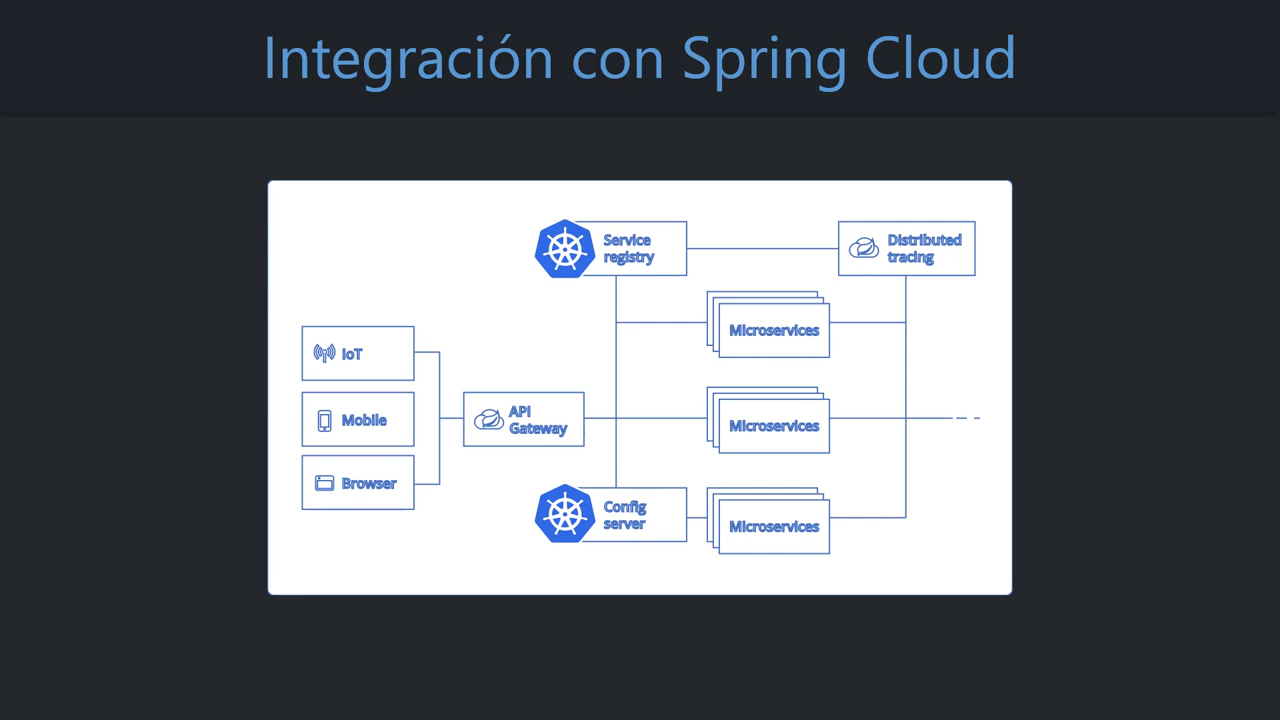 Integración con Spring Cloud
Service
registry
Distributed
tracing
Microservices
IoT
Mobile
Browser
API
Gateway
Microservices
Config
server
Microservices